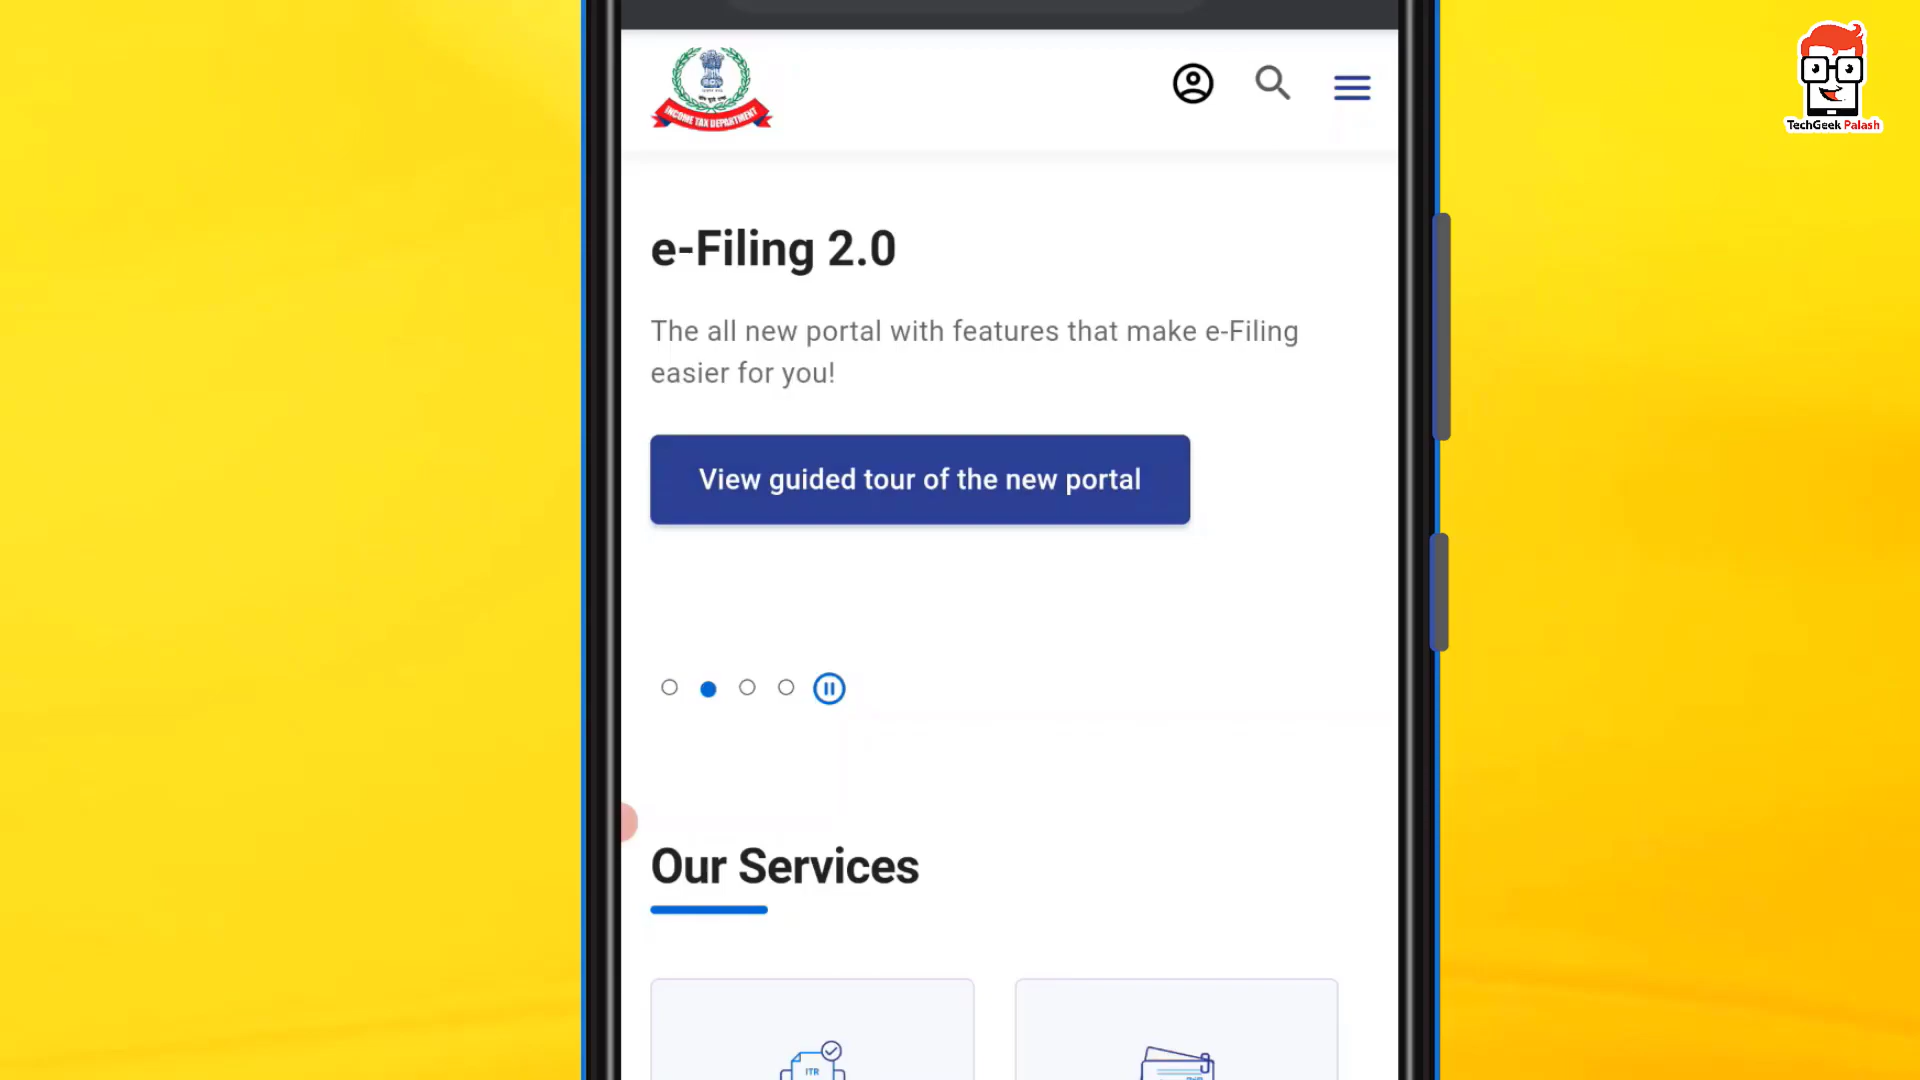 INCOME TAX DEPARTMENT
TechGeek Palash
e-Filing 2.0
The all new portal with features that make e-Filing
easier for you!
View guided tour of the new portal
Our Services
ITR